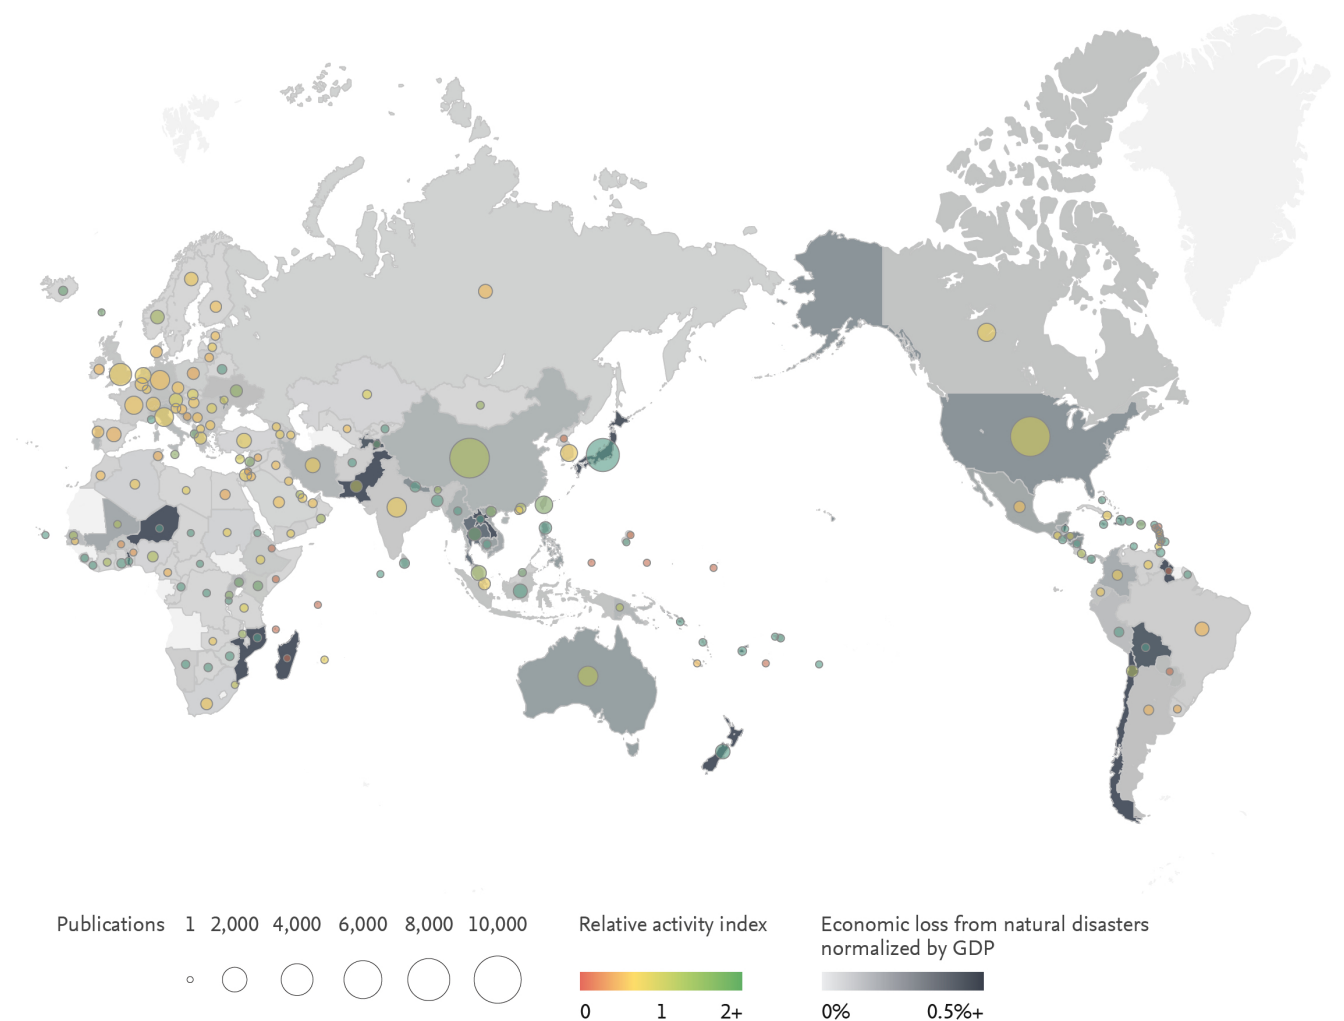 Publications 1 2,000 4,000 6,000 8,000 10,000
Relative activity index
0 1 2+
Economic loss from natural disasters
normalized by GDP
0% 0.5%+